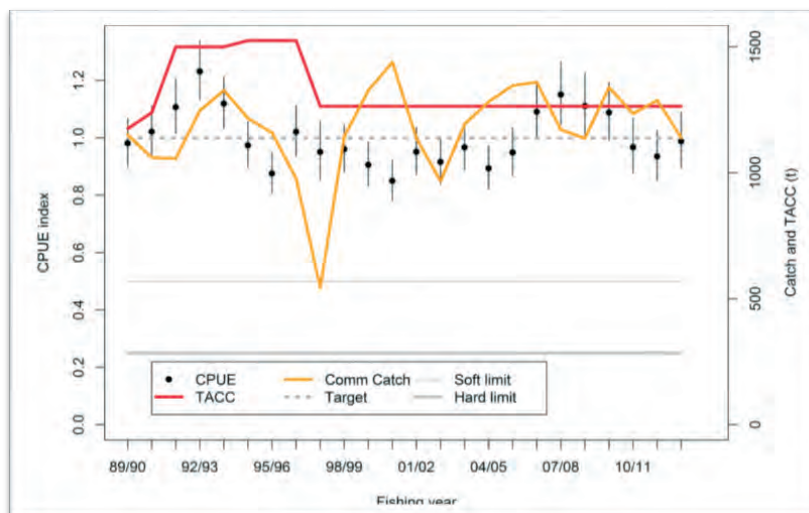 CPUE index
1.2
1.0
0.8
0.6
0.4
0.2
0.0
1500
1000
500
0
Catch and TACC (t)
CPUE
Comm Catch
Soft limit
TACC
Target
Hard limit
89/90 92/93 95/96 98/99 01/02 04/05 07/08 10/11
Fishing year